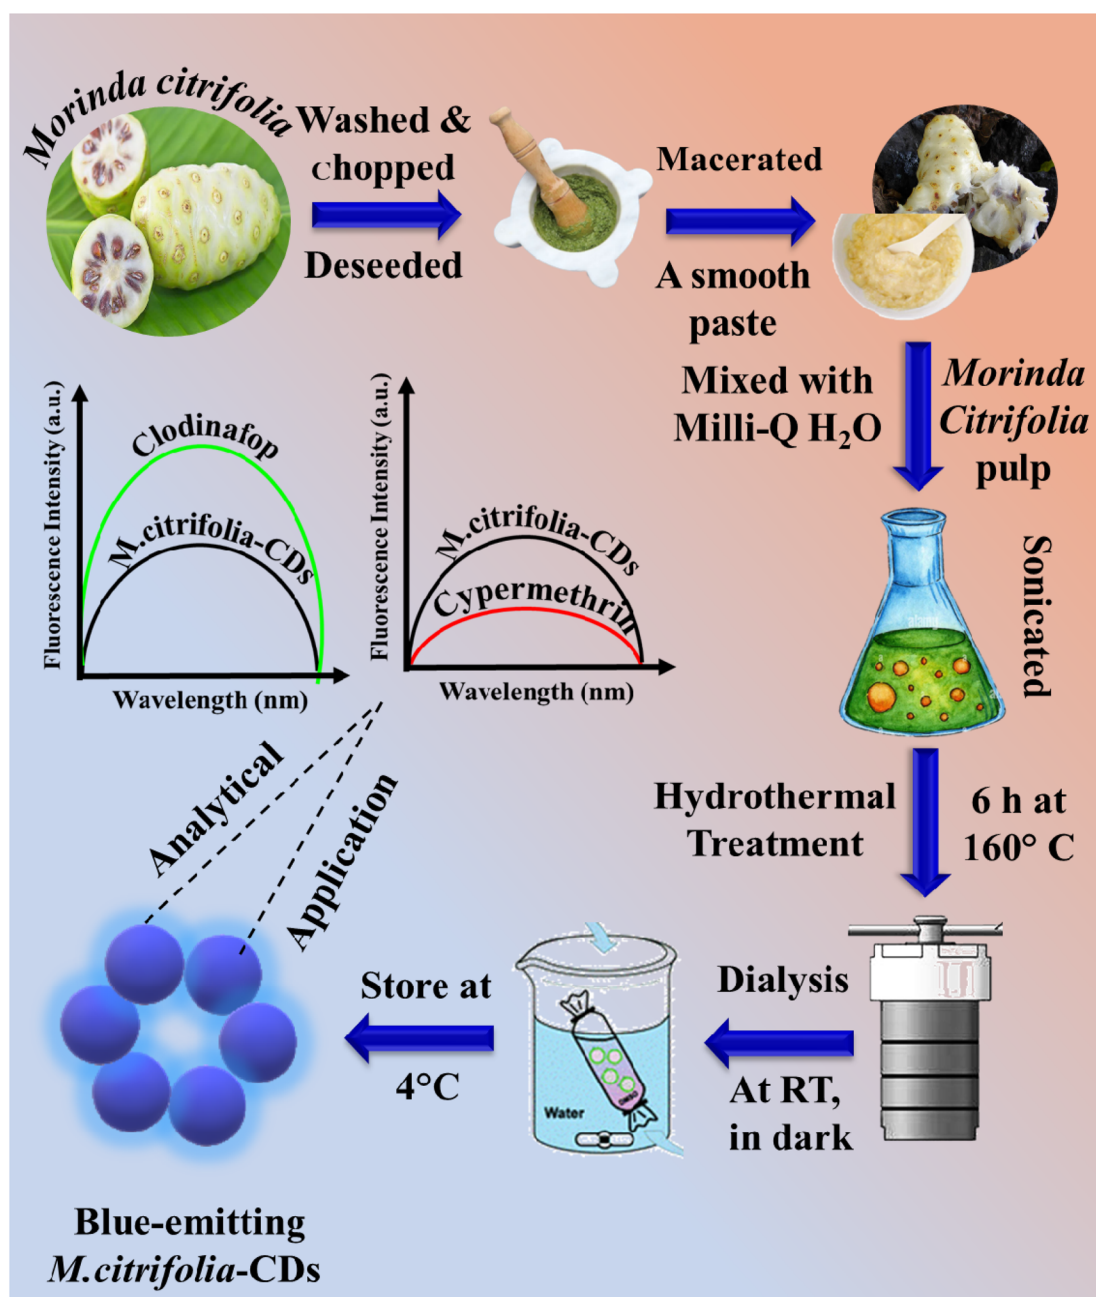 Morinda citrifolia
Washed &
chopped
Deseeded
Macerated
A smooth
paste
Mixed with
Milli-Q H₂O
Morinda
Citrifolia
pulp
Sonicated
Hydrothermal
Treatment
6 h at
160° C
Dialysis
At RT,
in dark
Water
DMSO
Store at
4°C
Blue-emitting
M.citrifolia-CDs
Analytical
Application
Fluorescence Intensity (a.u.)
Clodinafop
M.citrifolia-CDs
Wavelength (nm)
Fluorescence Intensity (a.u.)
M.citrifolia-CDs
Cypermethrin
Wavelength (nm)